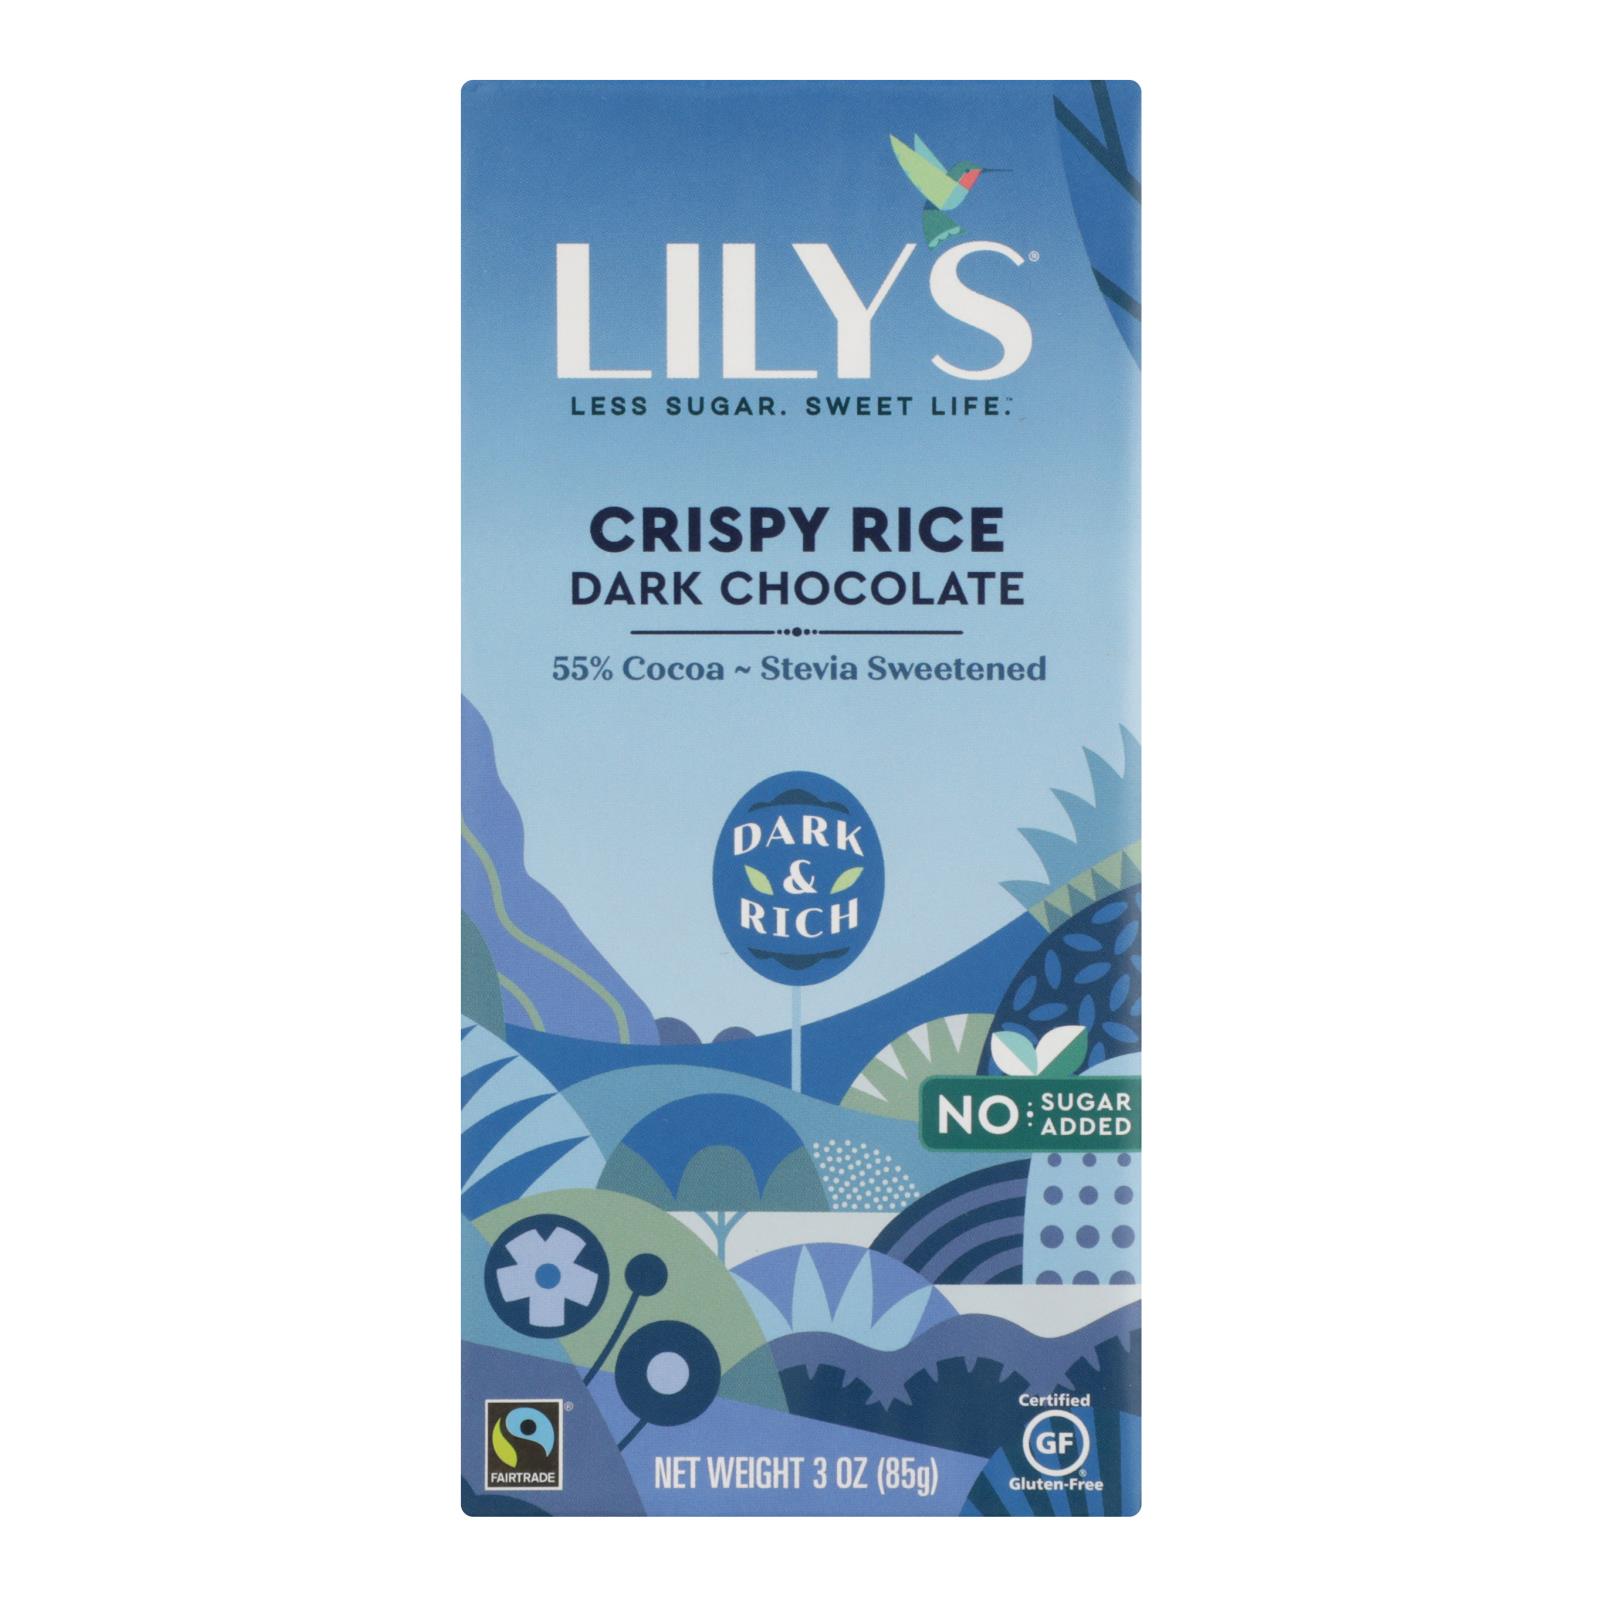 LILY'S®
LESS SUGAR. SWEET LIFE.™
CRISPY RICE
DARK CHOCOLATE
55% Cocoa ~ Stevia Sweetened
DARK
&
RICH
NO: SUGAR
ADDED
Certified
GF®
Gluten-Free
FAIRTRADE®
NET WEIGHT 3 OZ (85g)